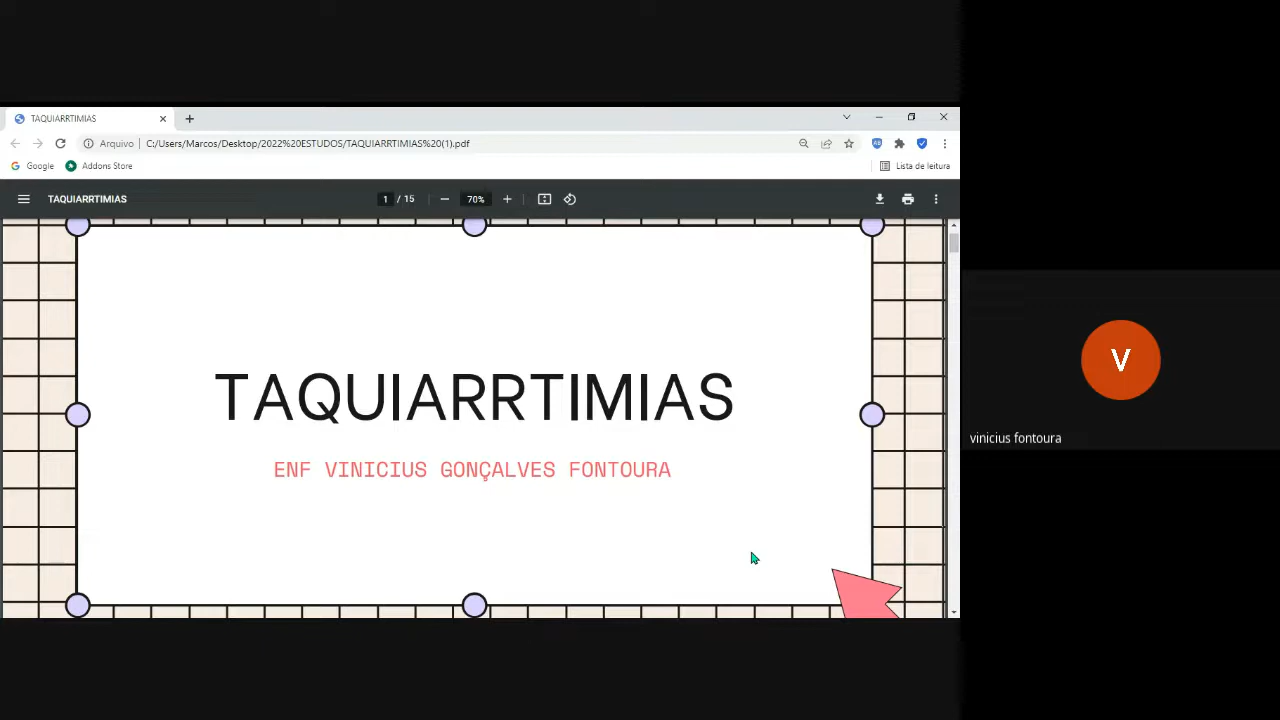 TAQUIARRTIMIAS
Arquivo C:/Users/Marcos/Desktop/2022%20ESTUDOS/TAQUIARRTIMIAS%20(1).pdf
Google Addons Store Lista de leitura
TAQUIARRTIMIAS 1 / 15 70%
TAQUIARRTIMIAS
ENF VINICIUS GONÇALVES FONTOURA
V
vinicius fontoura